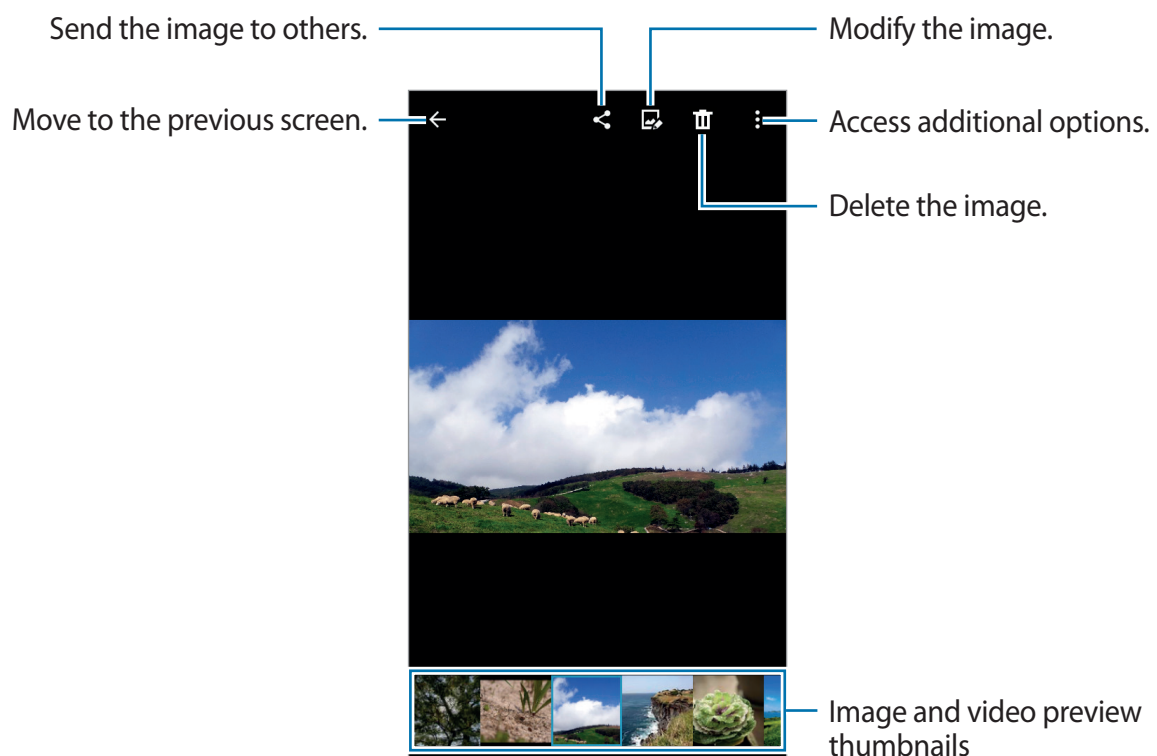 Send the image to others.
Modify the image.
Move to the previous screen.
Access additional options.
Delete the image.
Image and video preview
thumbnails